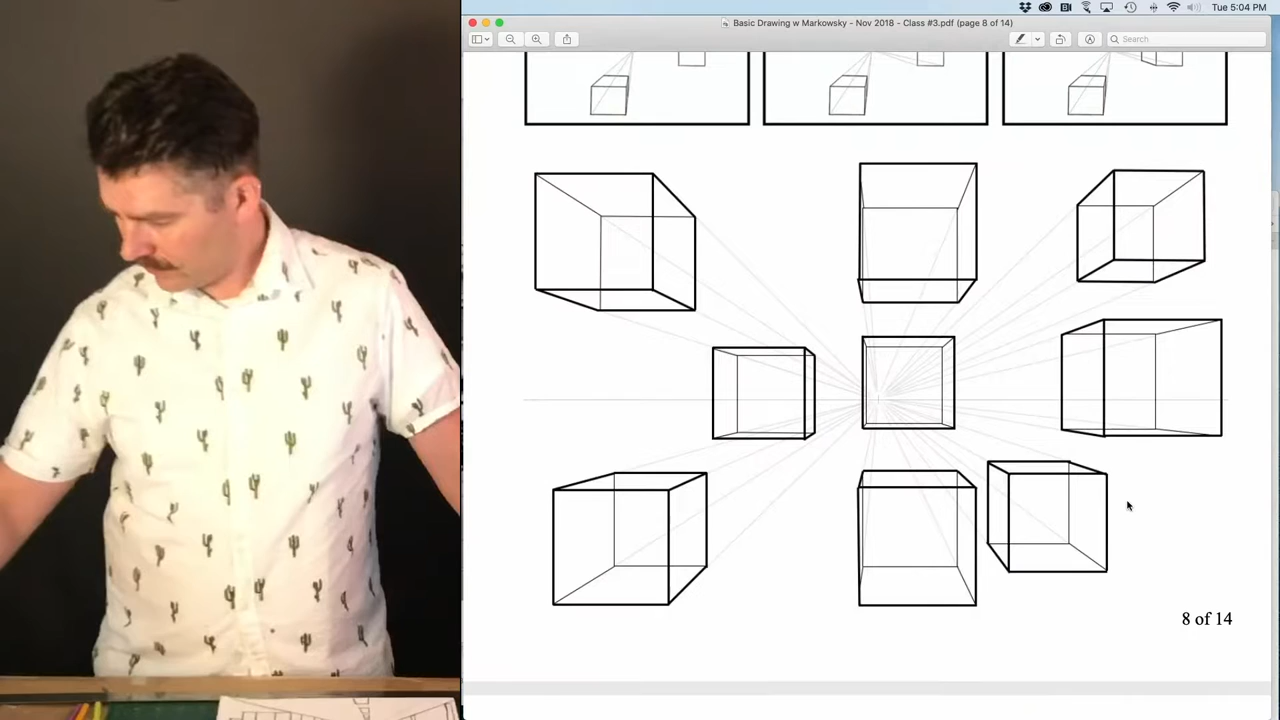 Tue 5:04 PM
Basic Drawing w Markowsky - Nov 2018 - Class #3.pdf (page 8 of 14)
Search
8 of 14